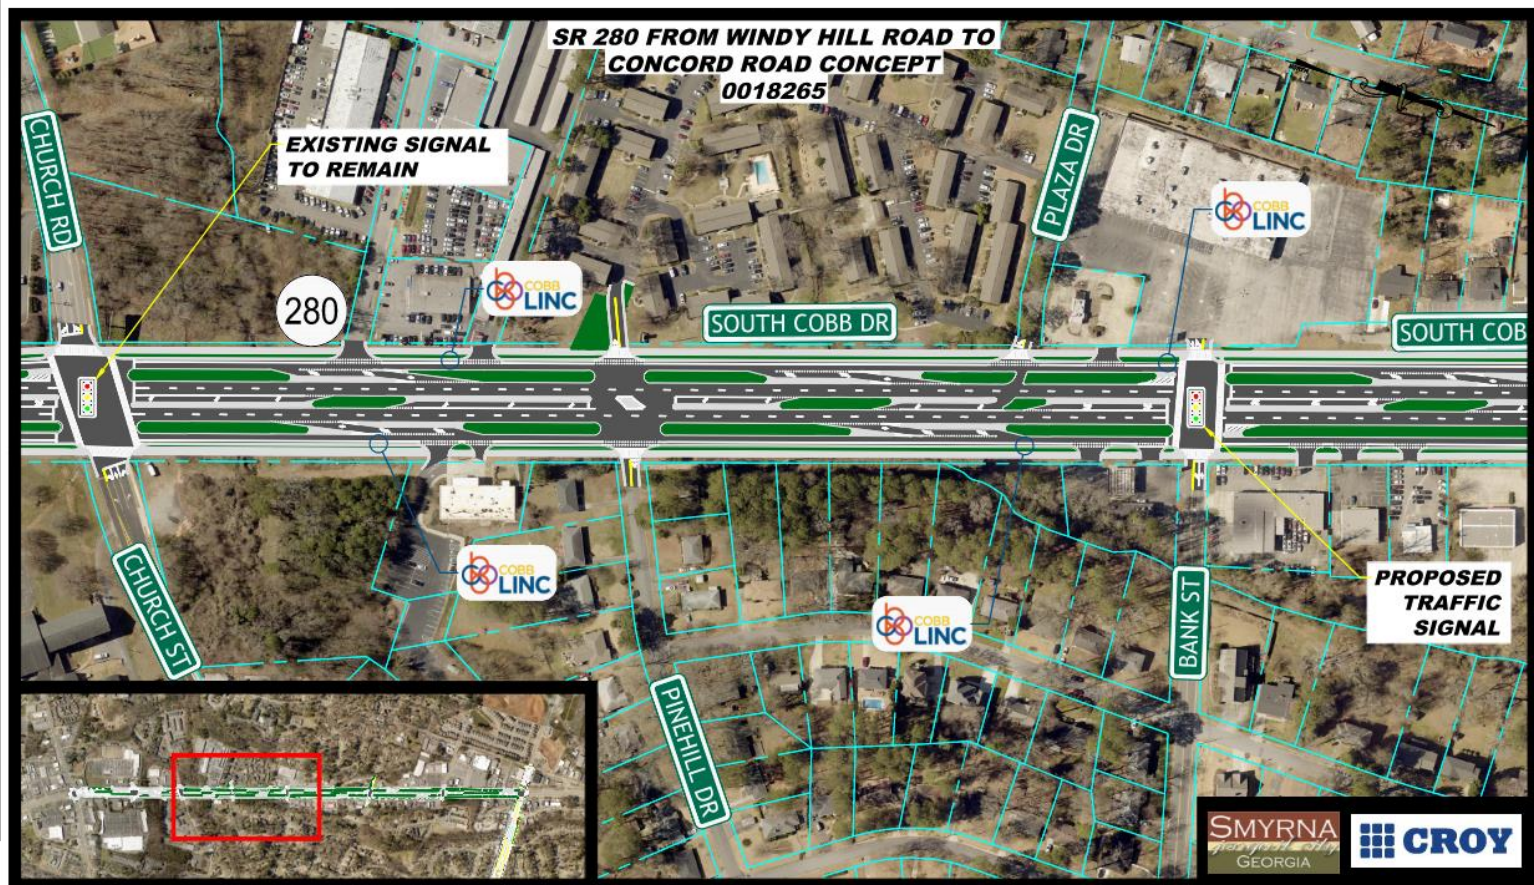 SR 280 FROM WINDY HILL ROAD TO
CONCORD ROAD CONCEPT
0018265
CHURCH RD
EXISTING SIGNAL
TO REMAIN
PLAZA DR
COBB
LINC
280
COBB
LINC
SOUTH COBB DR
SOUTH COB
COBB
LINC
COBB
LINC
CHURCH ST
BANK ST
PROPOSED
TRAFFIC
SIGNAL
PINEHILL DR
SMYRNA
GEORGIA
CROY